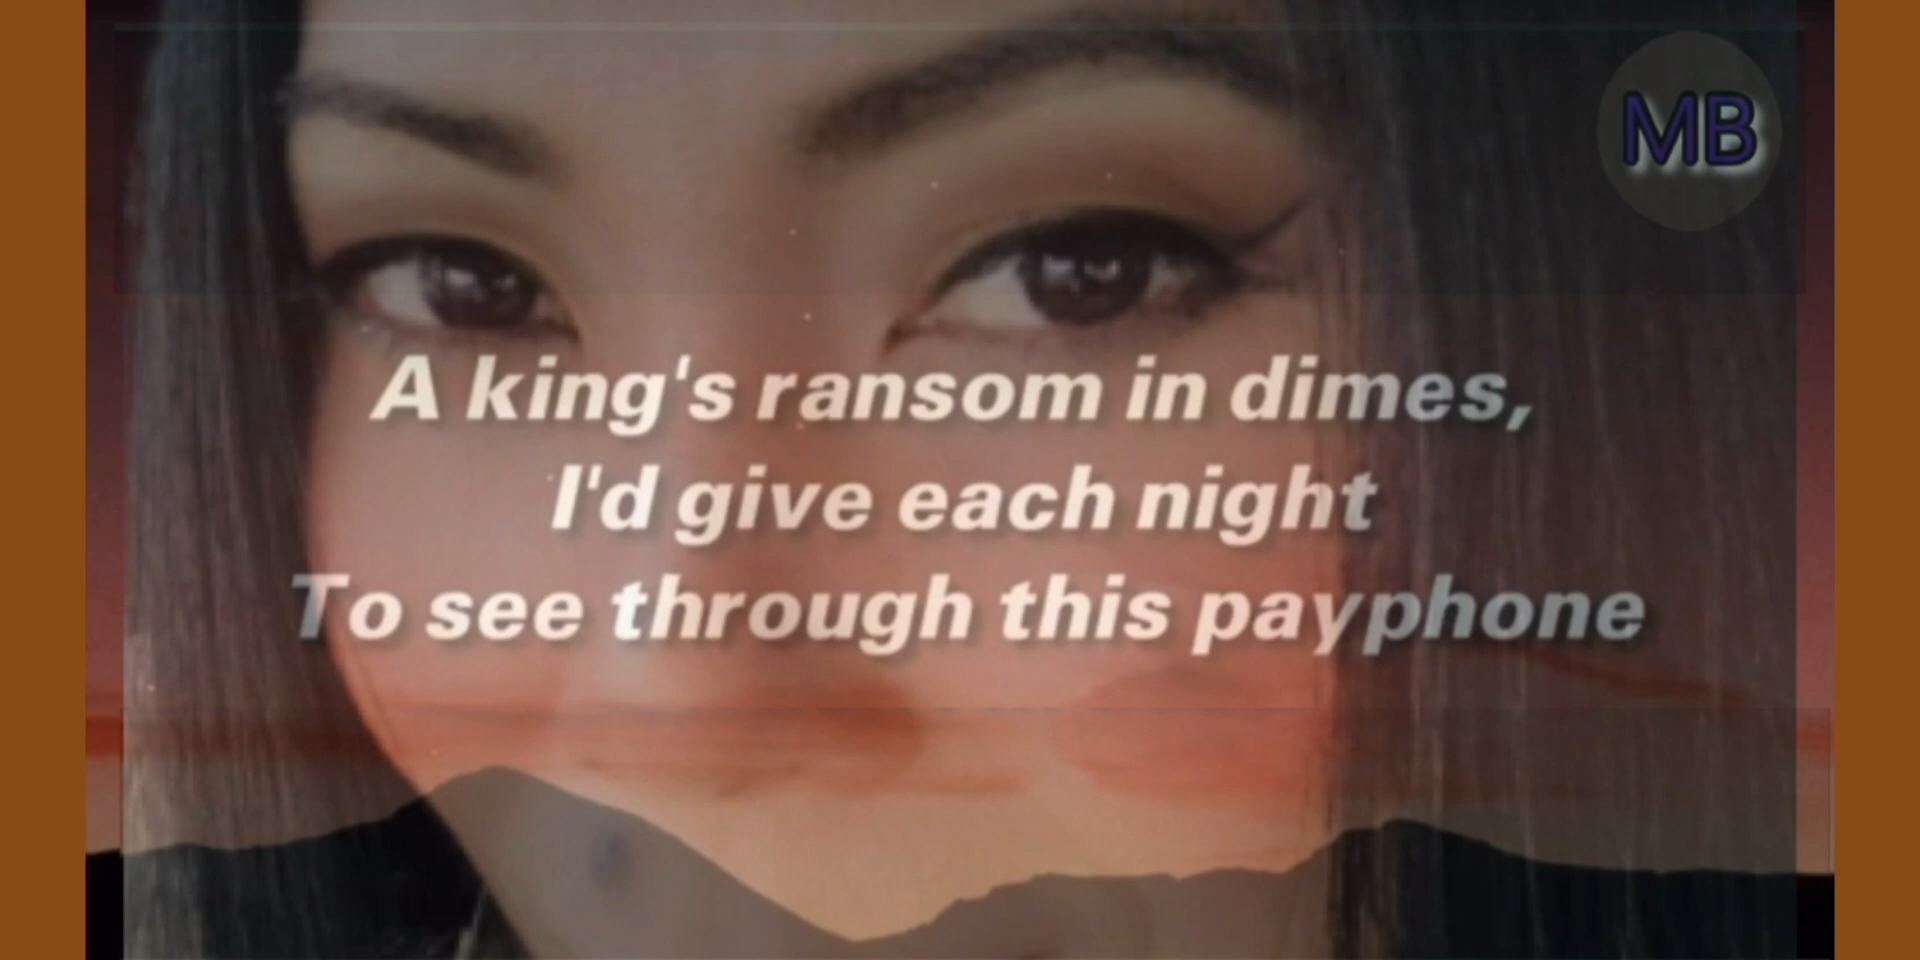 MB
A king's ransom in dimes,
I'd give each night
To see through this payphone